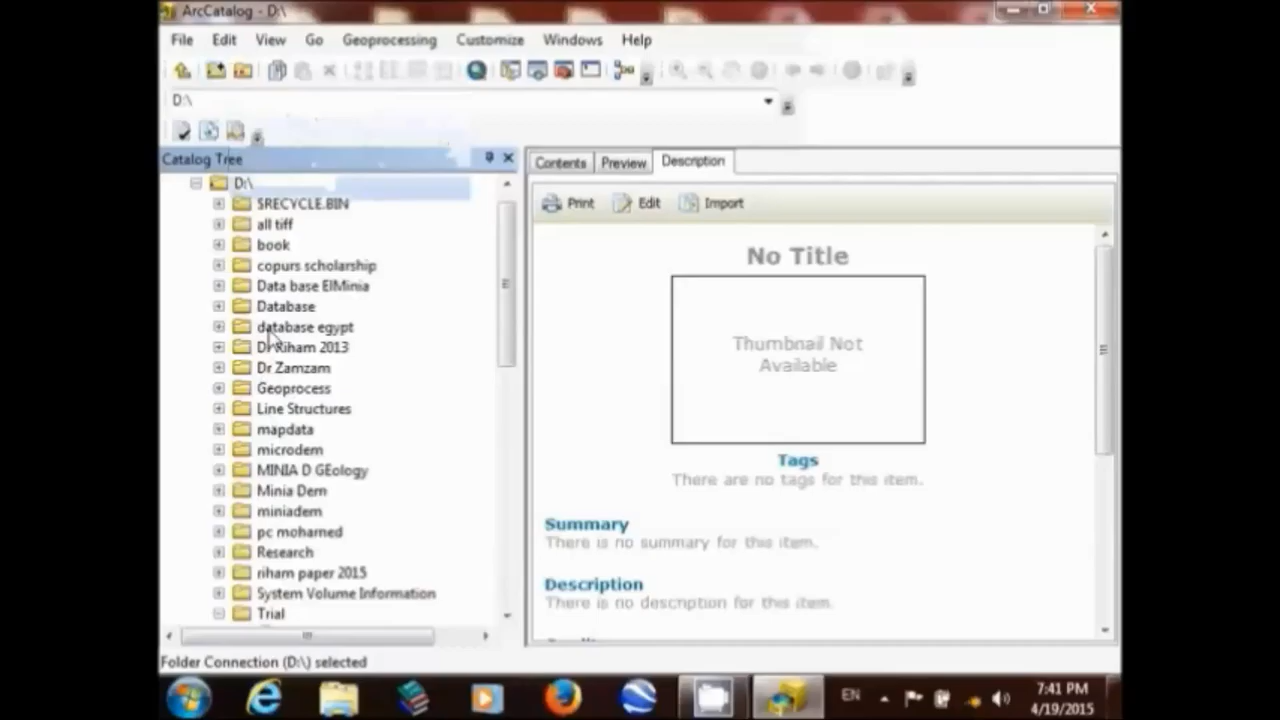 ArcCatalog - D:\
File Edit View Go Geoprocessing Customize Windows Help
D:\
Catalog Tree
D:\
$RECYCLE.BIN
all tiff
book
copurs scholarship
Data base ElMinia
Database
database egypt
Dr Riham 2013
Dr Zamzam
Geoprocess
Line Structures
mapdata
microdem
MINIA D GEology
Minia Dem
miniadem
pc mohamed
Research
riham paper 2015
System Volume Information
Trial
Contents Preview Description
Print Edit Import
No Title
Thumbnail Not
Available
Tags
There are no tags for this item.
Summary
There is no summary for this item.
Description
There is no description for this item.
Folder Connection (D:\) selected
EN
7:41 PM
4/19/2015